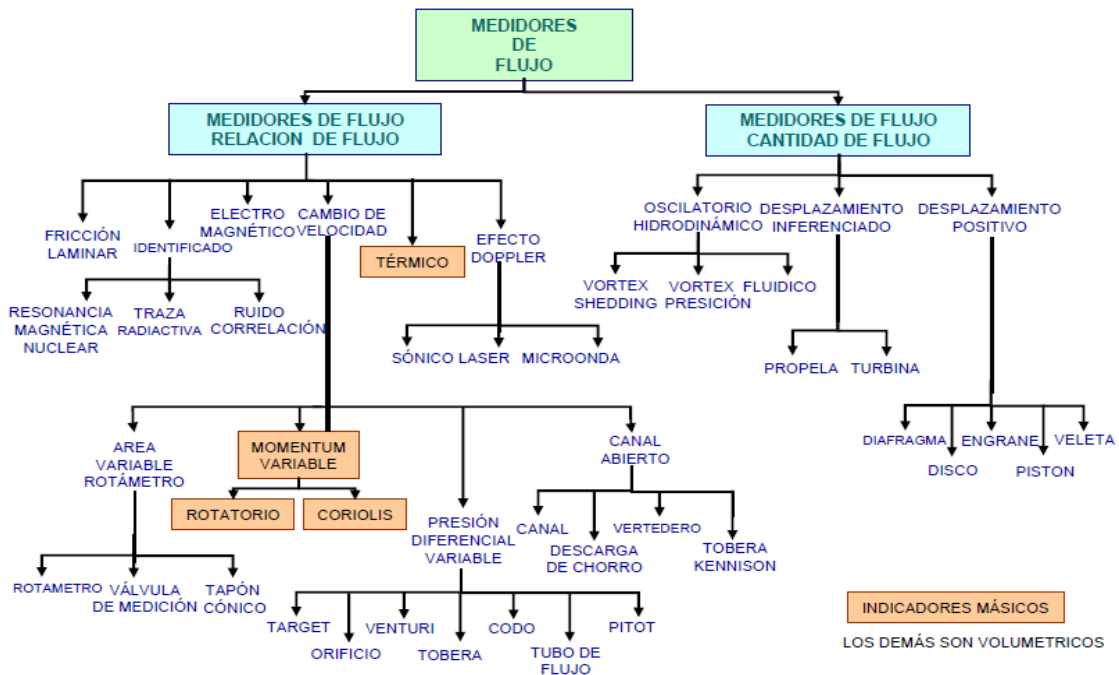 MEDIDORES
DE
FLUJO
MEDIDORES DE FLUJO
RELACION DE FLUJO
MEDIDORES DE FLUJO
CANTIDAD DE FLUJO
FRICCIÓN
LAMINAR
IDENTIFICADO
ELECTRO
MAGNÉTICO
CAMBIO DE
VELOCIDAD
TÉRMICO
EFECTO
DOPPLER
OSCILATORIO
HIDRODINÁMICO
DESPLAZAMIENTO
INFERENCIADO
DESPLAZAMIENTO
POSITIVO
RESONANCIA
MAGNÉTICA
NUCLEAR
TRAZA
RADIACTIVA
RUIDO
CORRELACIÓN
SÓNICO
LASER
MICROONDA
VORTEX
SHEDDING
VORTEX
PRESICIÓN
FLUIDICO
PROPELA
TURBINA
DIAFRAGMA
DISCO
ENGRANE
PISTON
VELETA
AREA
VARIABLE
ROTÁMETRO
MOMENTUM
VARIABLE
ROTATORIO
CORIOLIS
PRESIÓN
DIFERENCIAL
VARIABLE
CANAL
ABIERTO
CANAL
DESCARGA
DE CHORRO
VERTEDERO
TOBERA
KENNISON
ROTAMETRO
VÁLVULA
DE MEDICIÓN
TAPÓN
CÓNICO
TARGET
ORIFICIO
VENTURI
TOBERA
CODO
TUBO DE
FLUJO
PITOT
INDICADORES MÁSICOS
LOS DEMÁS SON VOLUMETRICOS